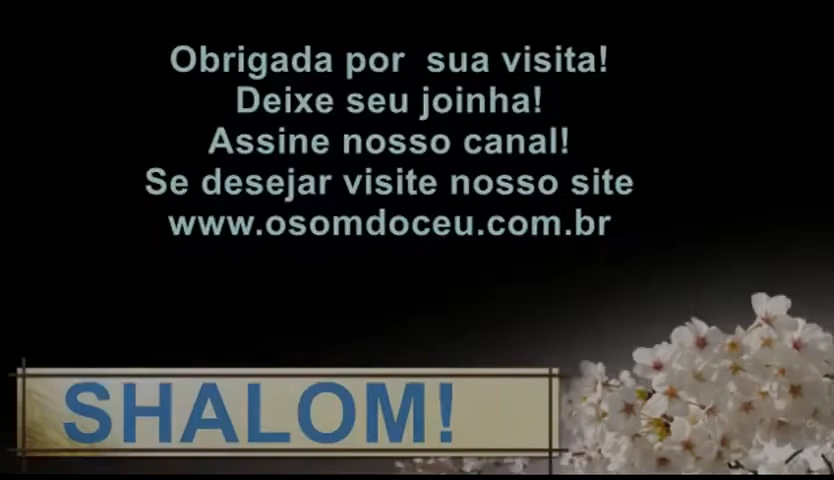 Obrigada por sua visita!
Deixe seu joinha!
Assine nosso canal!
Se desejar visite nosso site
www.osomdoceu.com.br
SHALOM!